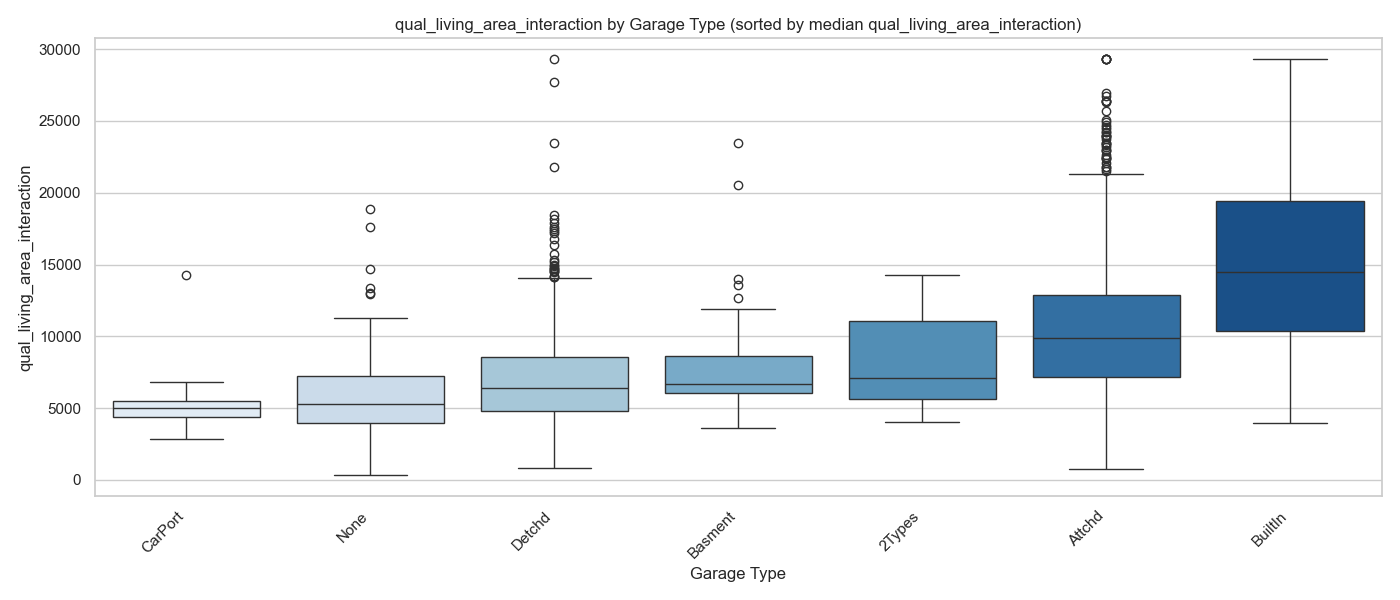 qual_living_area_interaction by Garage Type (sorted by median qual_living_area_interaction)
qual_living_area_interaction
30000
25000
20000
15000
10000
5000
0
CarPort
None
Detchd
Basment
2Types
Attchd
BuiltIn
Garage Type